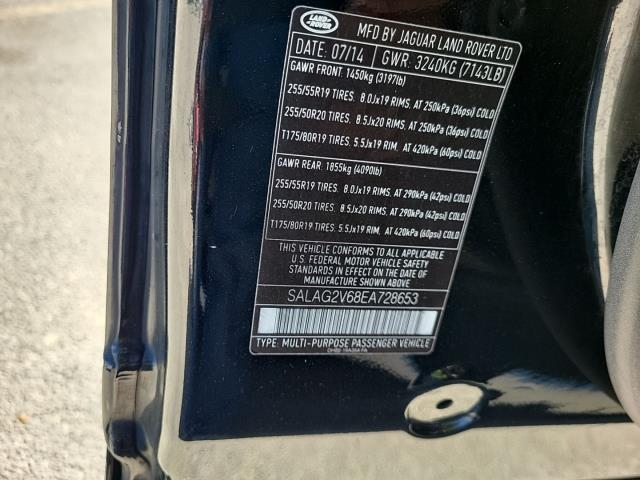 LAND ROVER
MFD BY JAGUAR LAND ROVER LTD
DATE: 07/14 GWR: 3240KG (7143LB)
GAWR FRONT: 1450kg (3197lb)
255/55R19 TIRES. 8.0Jx19 RIMS. AT 250kPa (36psi) COLD
255/50R20 TIRES. 8.5Jx20 RIMS. AT 250kPa (36psi) COLD
T175/80R19 TIRES. 5.5Jx19 RIM. AT 420kPa (60psi) COLD
GAWR REAR: 1855kg (4090lb)
255/55R19 TIRES. 8.0Jx19 RIMS. AT 290kPa (42psi) COLD
255/50R20 TIRES. 8.5Jx20 RIMS. AT 290kPa (42psi) COLD
T175/80R19 TIRES. 5.5Jx19 RIM. AT 420kPa (60psi) COLD
THIS VEHICLE CONFORMS TO ALL APPLICABLE
U.S. FEDERAL MOTOR VEHICLE SAFETY
STANDARDS IN EFFECT ON THE DATE OF
MANUFACTURE SHOWN ABOVE
SALAG2V68EA728653
TYPE: MULTI-PURPOSE PASSENGER VEHICLE